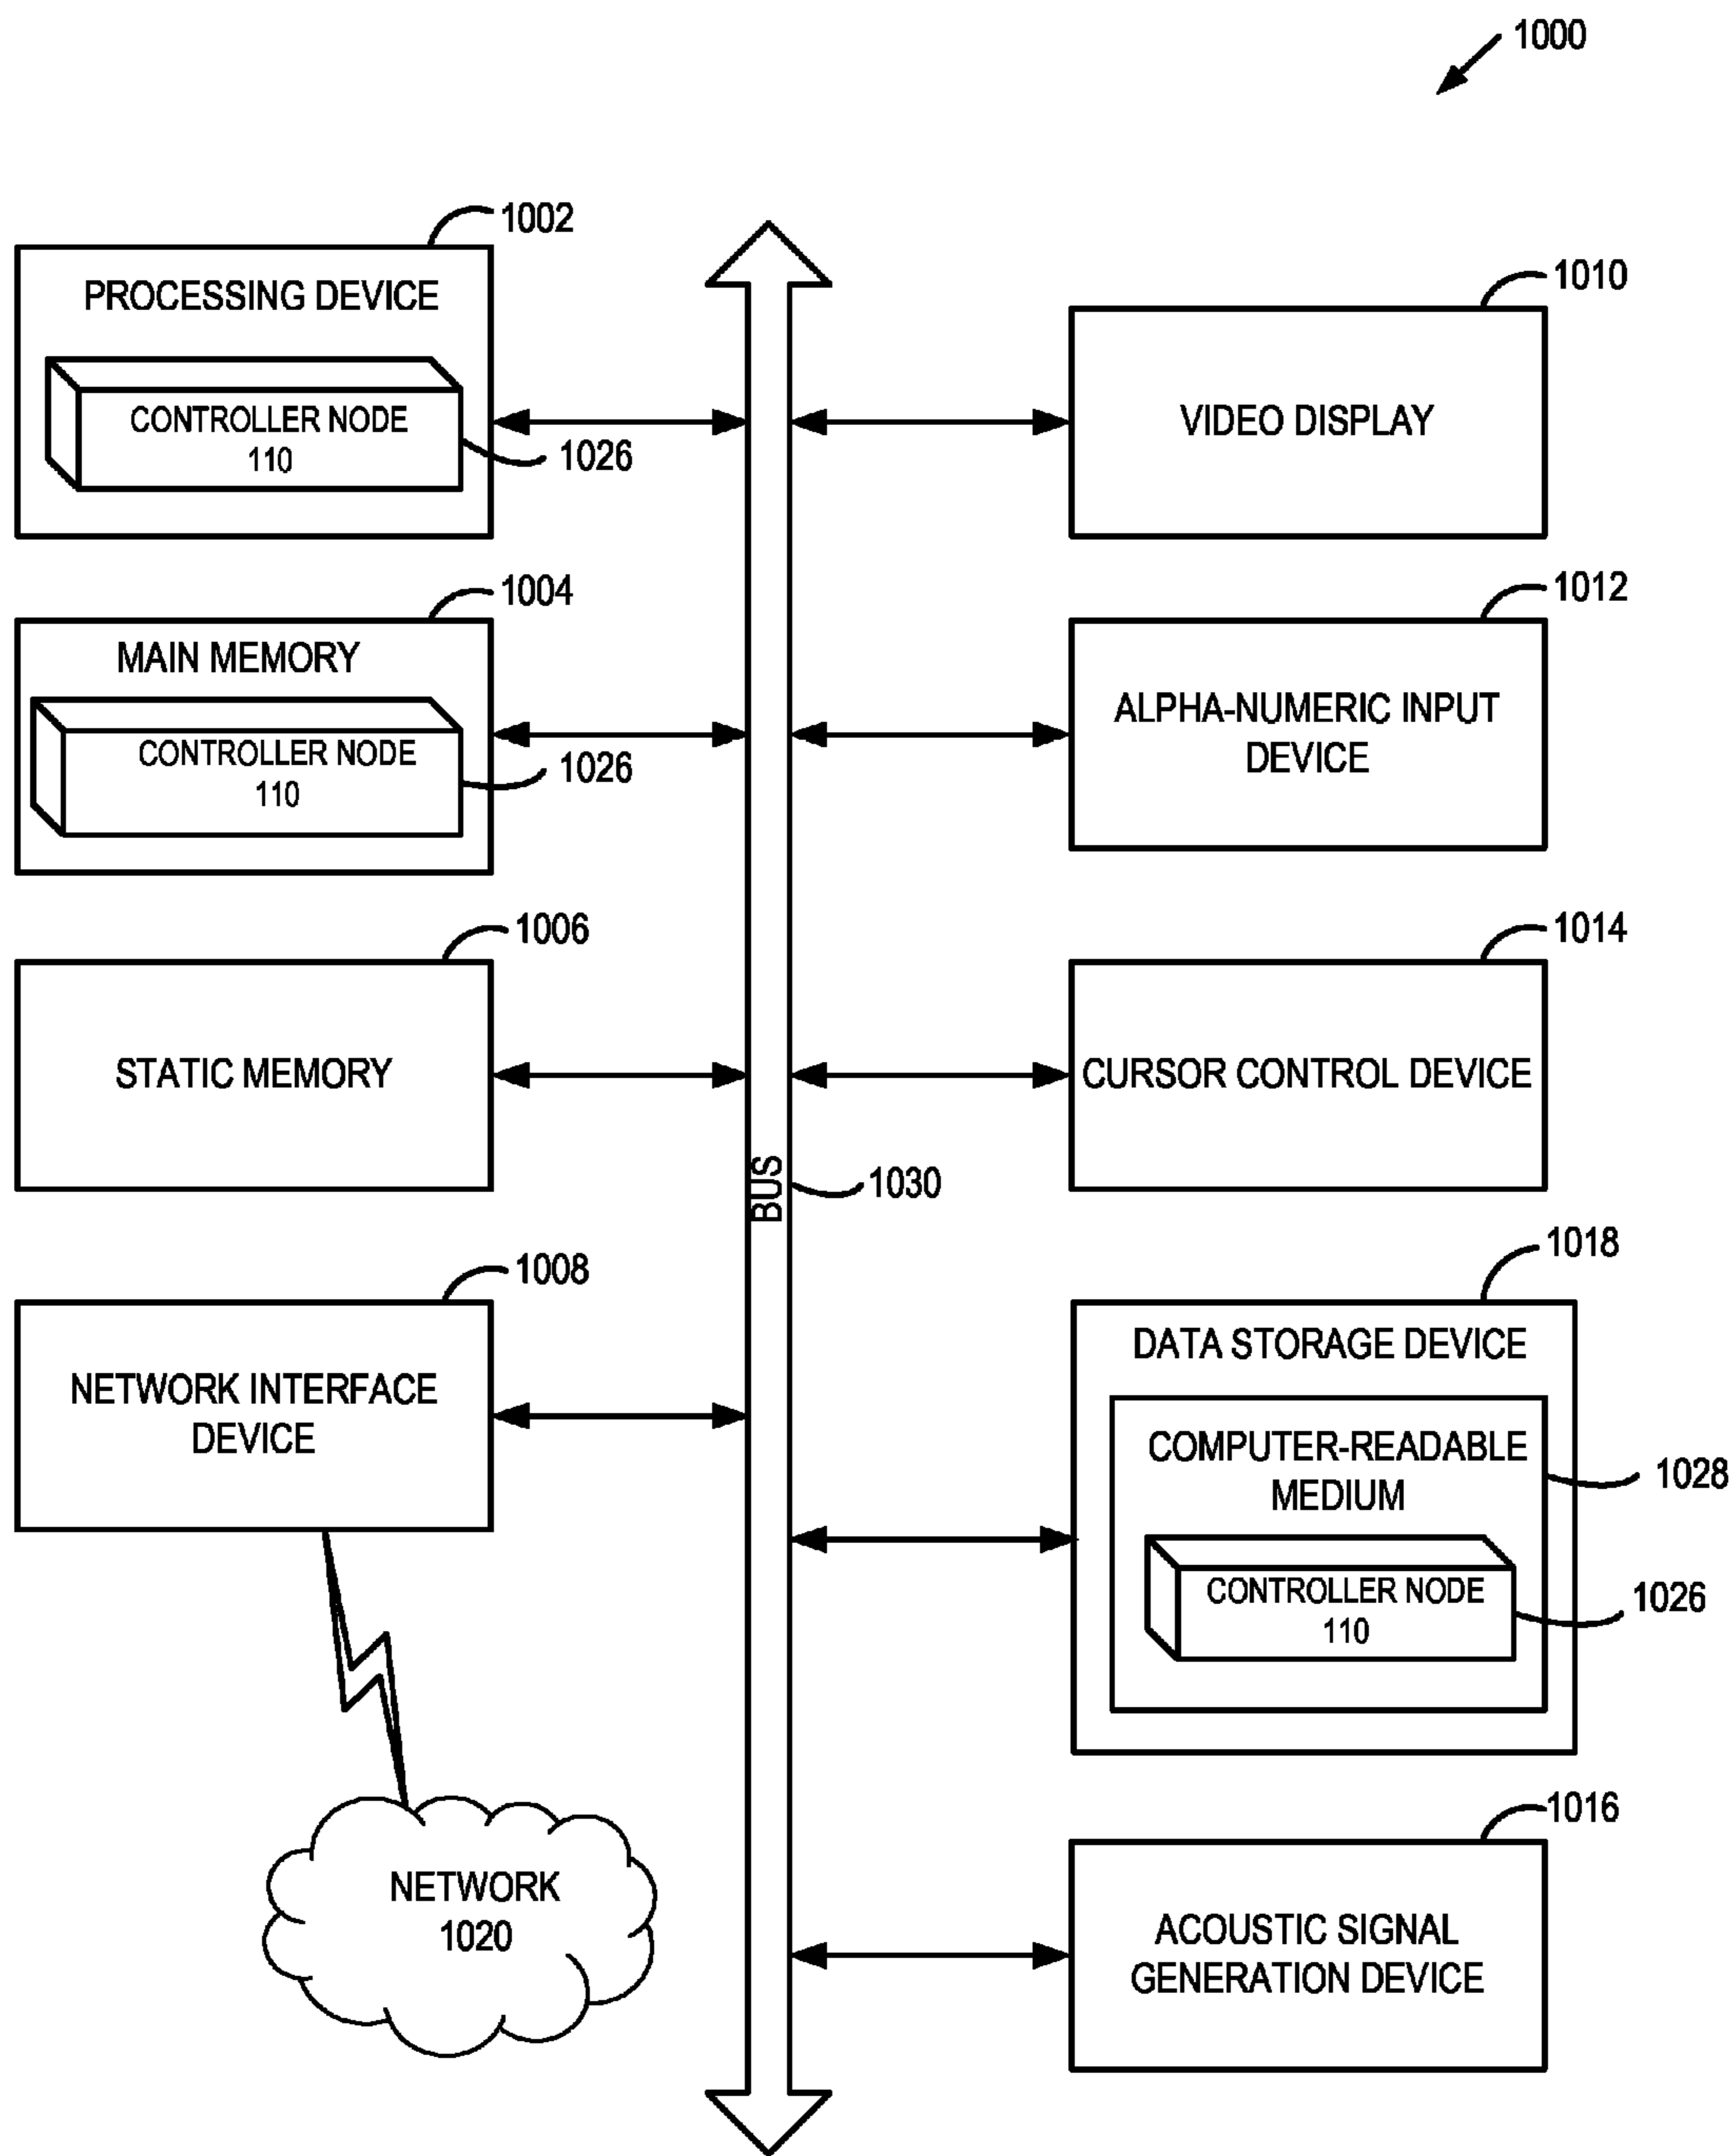 1000
1002
PROCESSING DEVICE
CONTROLLER NODE
110
1026
1004
MAIN MEMORY
CONTROLLER NODE
110
1026
1006
STATIC MEMORY
1008
NETWORK INTERFACE
DEVICE
NETWORK
1020
BUS
1030
1010
VIDEO DISPLAY
1012
ALPHA-NUMERIC INPUT
DEVICE
1014
CURSOR CONTROL DEVICE
1018
DATA STORAGE DEVICE
COMPUTER-READABLE
MEDIUM
1028
CONTROLLER NODE
110
1026
1016
ACOUSTIC SIGNAL
GENERATION DEVICE